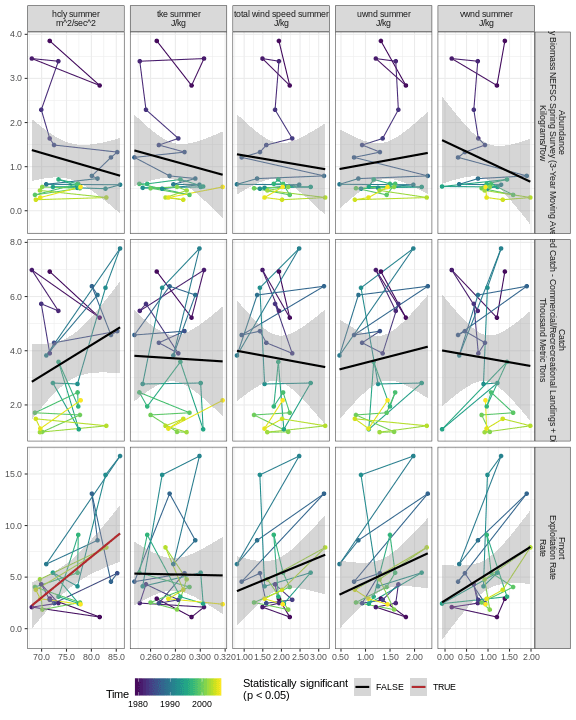 hcly summer
m^2/sec^2
tke summer
J/kg
total wind speed summer
J/kg
uwnd summer
J/kg
vwnd summer
J/kg
4.0
3.0
2.0
1.0
0.0
Abundance
y Biomass NEFSC Spring Survey (3-Year Moving Ave
Kilograms/tow
8.0
6.0
4.0
2.0
Catch
ed Catch - Commercial/Recreational Landings + D
Thousand Metric Tons
15.0
10.0
5.0
0.0
Fmort
Exploitation Rate
Rate
70.0 75.0 80.0 85.0
0.260 0.280 0.300
1.00 1.50 2.00 2.50 3.00
0.50 1.00 2.00
0.00 0.50 1.00 1.50 2.00
Time
1980 1990 2000
Statistically significant
(p < 0.05)
FALSE
TRUE